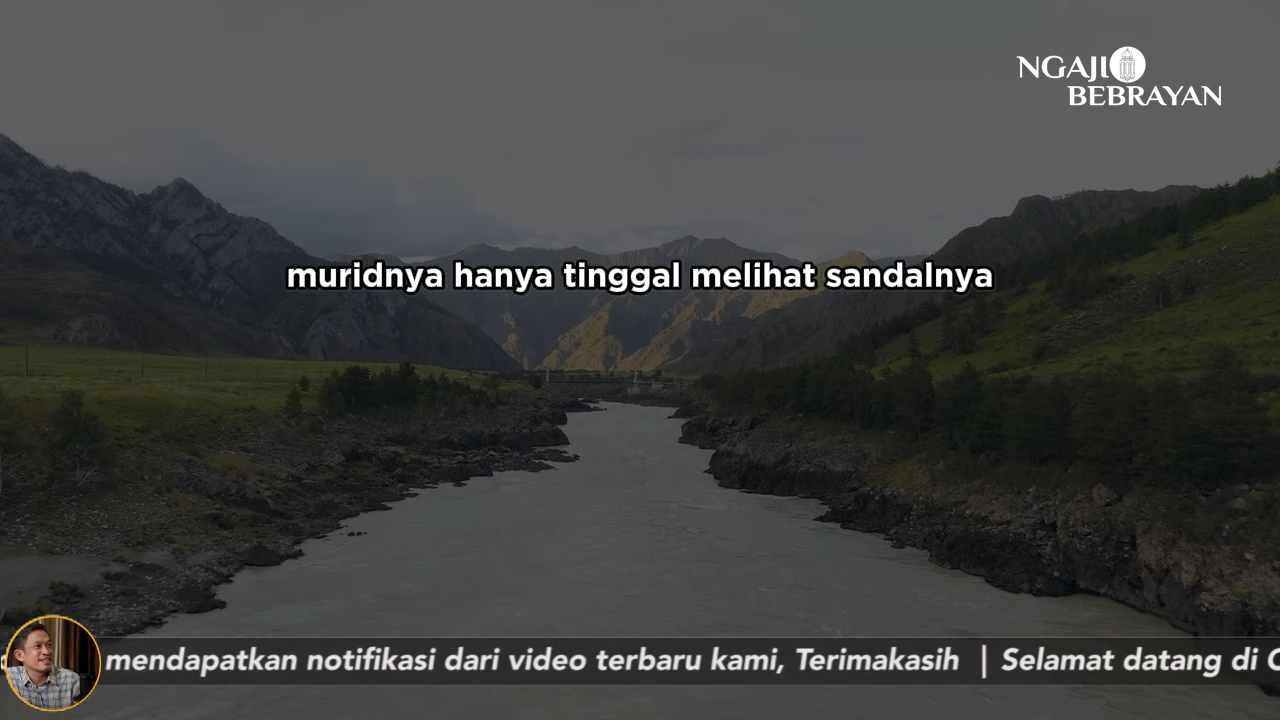 NGAJI
BEBRAYAN
muridnya hanya tinggal melihat sandalnya
mendapatkan notifikasi dari video terbaru kami, Terimakasih | Selamat datang di